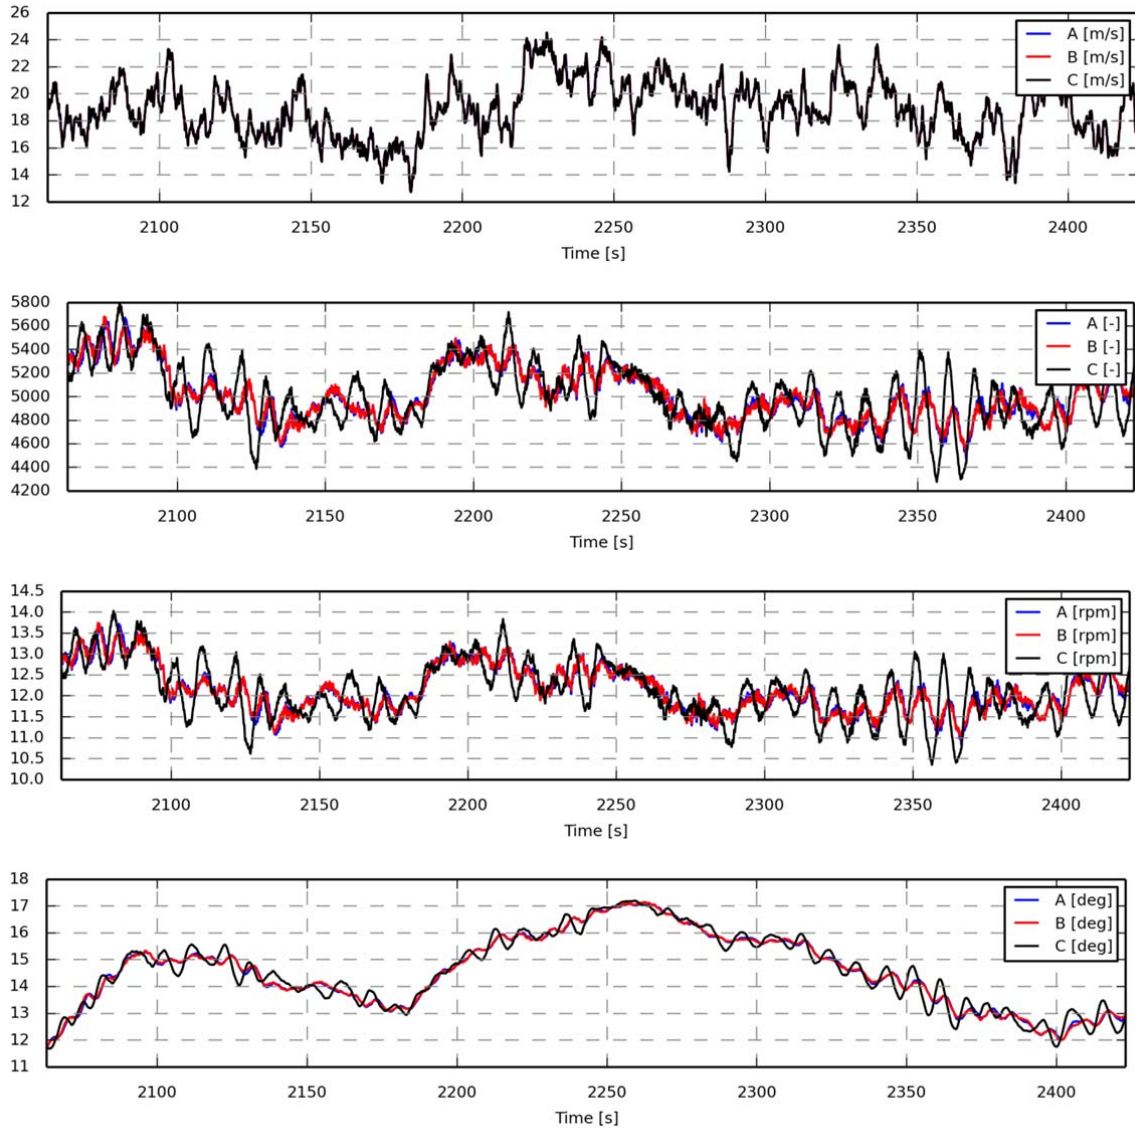 26
24
22
20
18
16
14
12
A [m/s]
B [m/s]
C [m/s]
2100 2150 2200 2250 2300 2350 2400
Time [s]
5800
5600
5400
5200
5000
4800
4600
4400
4200
A [-]
B [-]
C [-]
2100 2150 2200 2250 2300 2350 2400
Time [s]
14.5
14.0
13.5
13.0
12.5
12.0
11.5
11.0
10.5
10.0
A [rpm]
B [rpm]
C [rpm]
2100 2150 2200 2250 2300 2350 2400
Time [s]
18
17
16
15
14
13
12
11
A [deg]
B [deg]
C [deg]
2100 2150 2200 2250 2300 2350 2400
Time [s]